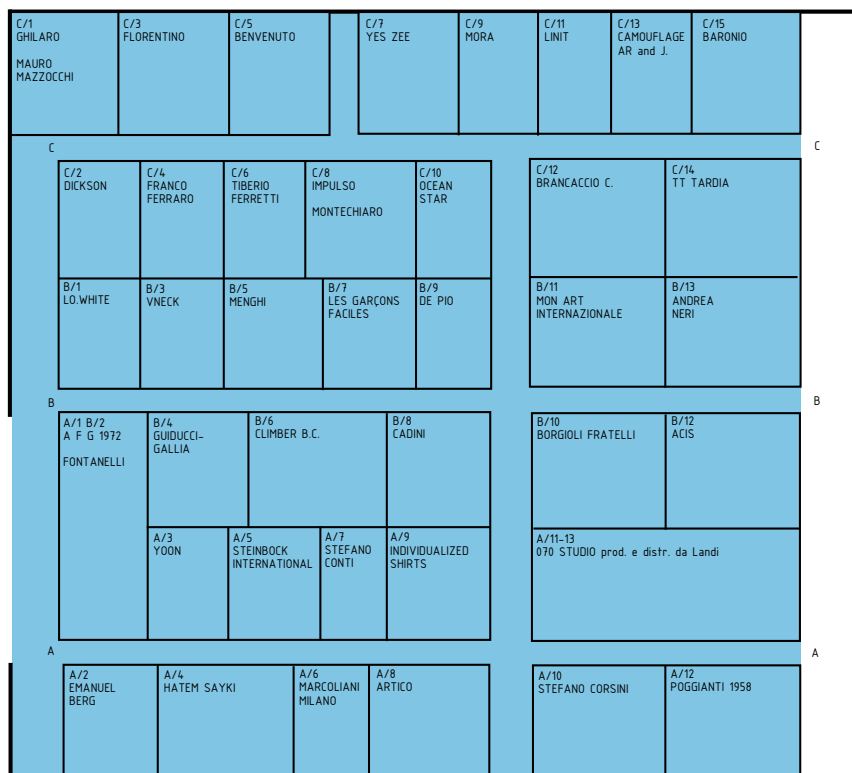 C/1
GHILARO
MAURO
MAZZOCCHI
C/3
FLORENTINO
C/5
BENVENUTO
C/7
YES ZEE
C/9
MORA
C/11
LINIT
C/13
CAMOUFLAGE
AR and J.
C/15
BARONIO
C
C
C/2
DICKSON
C/4
FRANCO
FERRARO
C/6
TIBERIO
FERRETTI
C/8
IMPULSO
MONTECHIARO
C/10
OCEAN
STAR
C/12
BRANCACCIO C.
C/14
TT TARDIA
B/1
LO.WHITE
B/3
VNECK
B/5
MENGHI
B/7
LES GARÇONS
FACILES
B/9
DE PIO
B/11
MON ART
INTERNAZIONALE
B/13
ANDREA
NERI
B
B
A/1 B/2
A F G 1972
FONTANELLI
B/4
GUIDUCCI-
GALLIA
B/6
CLIMBER B.C.
B/8
CADINI
B/10
BORGIOLI FRATELLI
B/12
ACIS
A/3
YOON
A/5
STEINBOCK
INTERNATIONAL
A/7
STEFANO
CONTI
A/9
INDIVIDUALIZED
SHIRTS
A/11-13
070 STUDIO prod. e distr. da Landi
A
A
A/2
EMANUEL
BERG
A/4
HATEM SAYKI
A/6
MARCOLIANI
MILANO
A/8
ARTICO
A/10
STEFANO CORSINI
A/12
POGGIANTI 1958